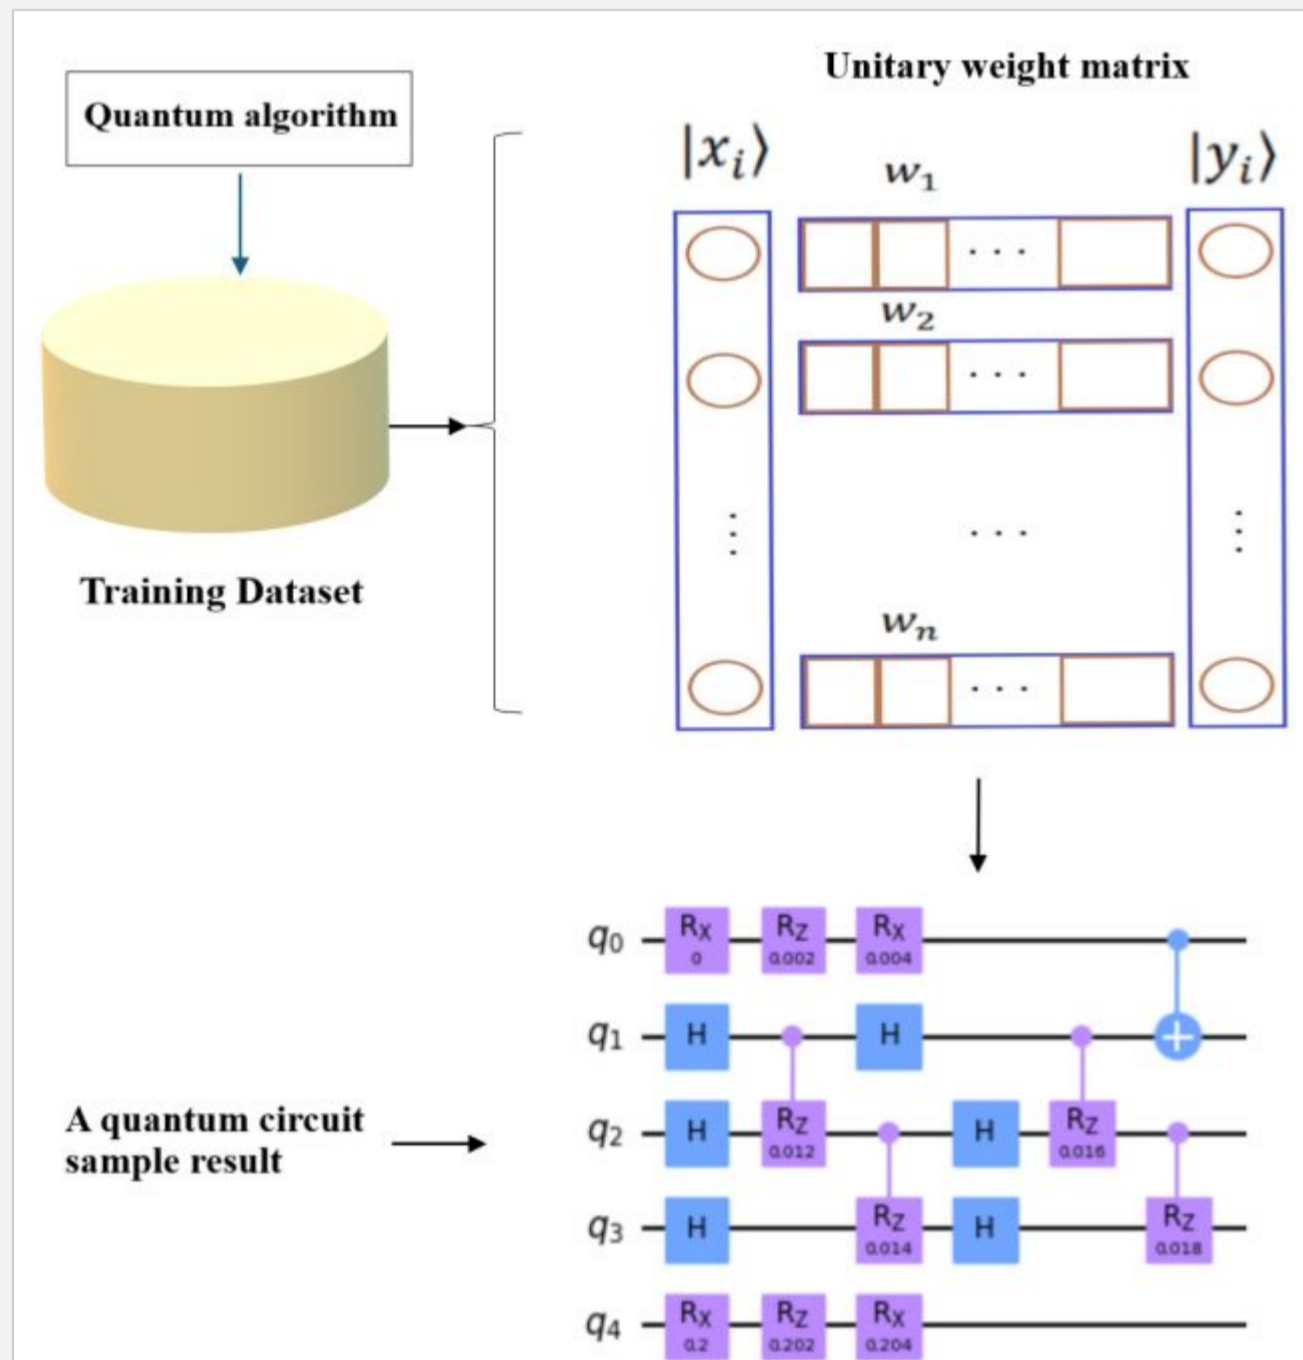 Unitary weight matrix
Quantum algorithm
|xᵢ⟩
w₁
|yᵢ⟩
. . .
w₂
. . .
. . .
Training Dataset
wₙ
. . .
q₀ Rx 0 Rz 0.002 Rx 0.004
q₁ H H
q₂ H Rz 0.012 H Rz 0.016
A quantum circuit
sample result
q₃ H Rz 0.014 H Rz 0.018
q₄ Rx 0.2 Rz 0.202 Rx 0.204